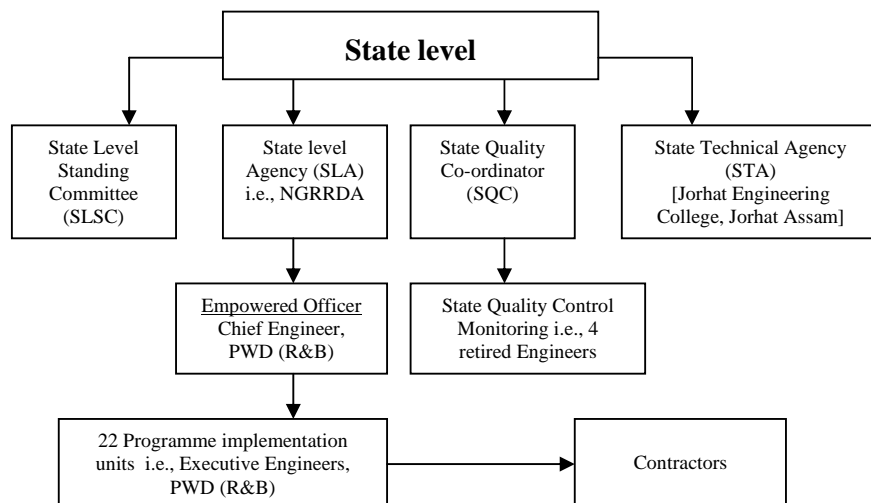 State level
State Level
Standing
Committee
(SLSC)
State level
Agency (SLA)
i.e., NGRRDA
State Quality
Co-ordinator
(SQC)
State Technical Agency
(STA)
[Jorhat Engineering
College, Jorhat Assam]
Empowered Officer
Chief Engineer,
PWD (R&B)
State Quality Control
Monitoring i.e., 4
retired Engineers
22 Programme implementation
units i.e., Executive Engineers,
PWD (R&B)
Contractors